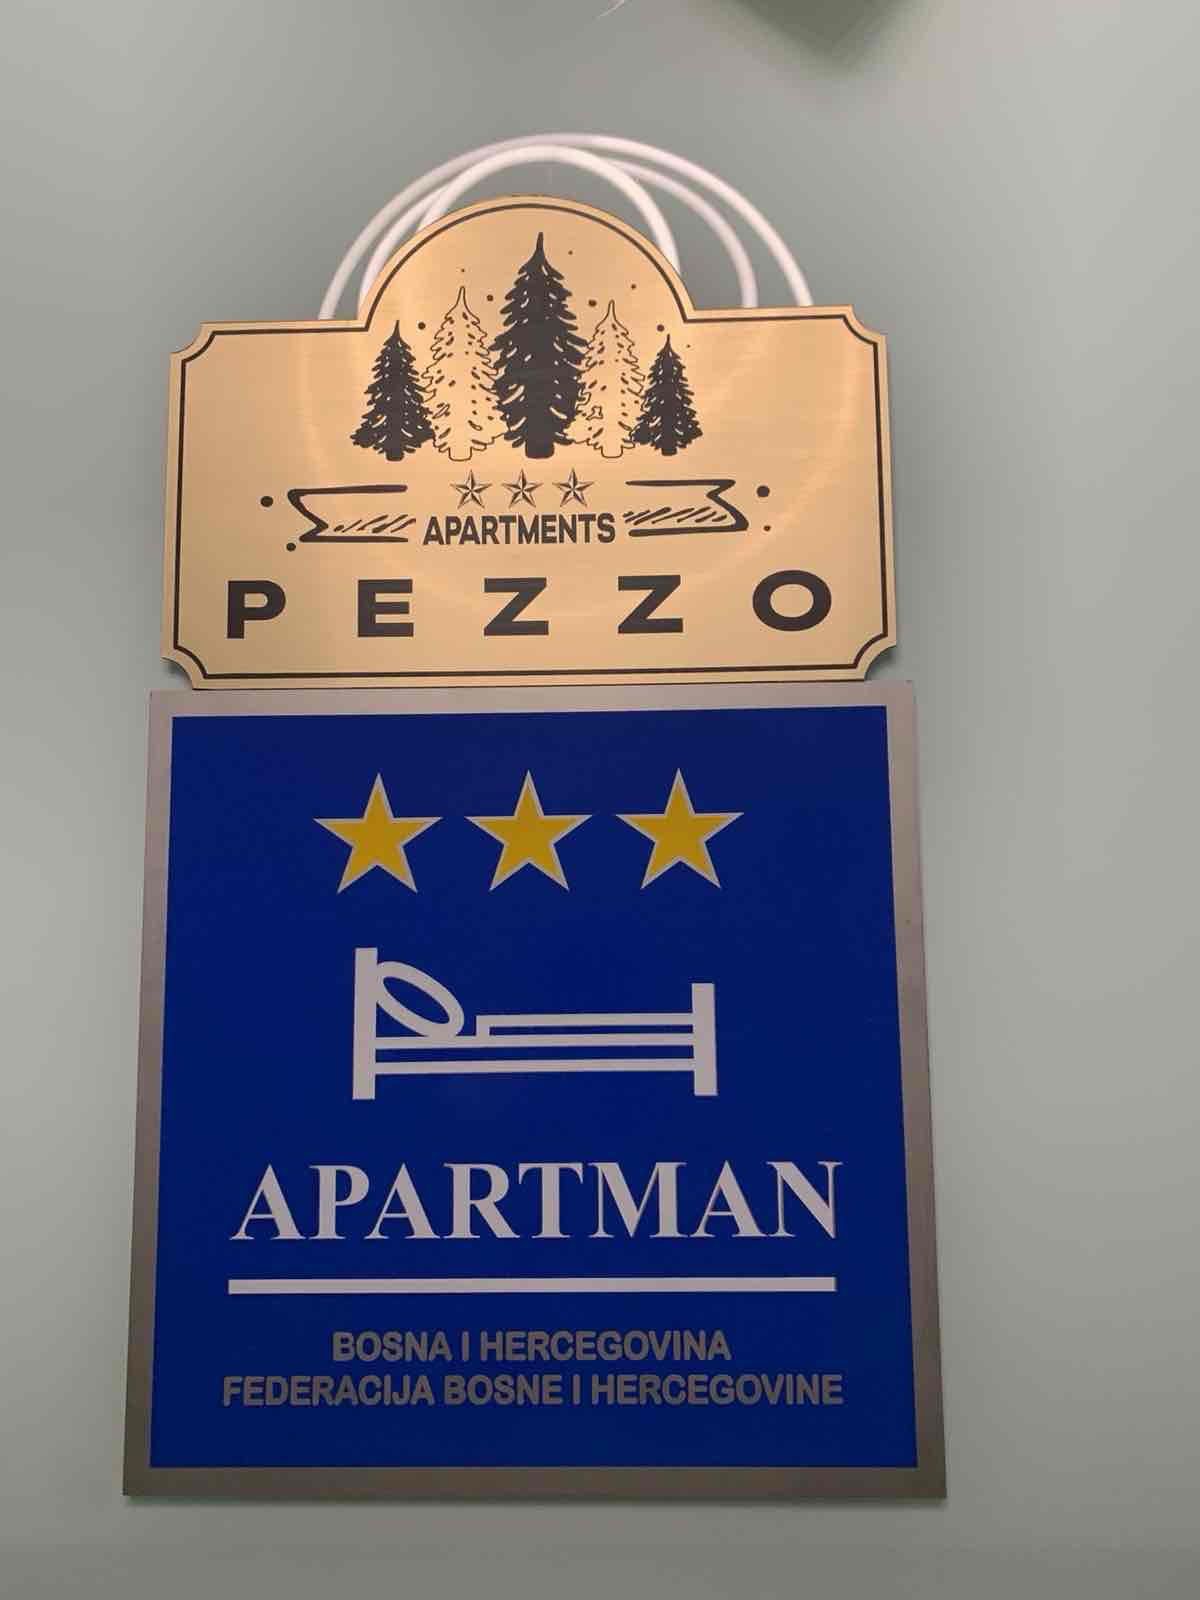 APARTMENTS
PEZZO
APARTMAN
BOSNA I HERCEGOVINA
FEDERACIJA BOSNE I HERCEGOVINE